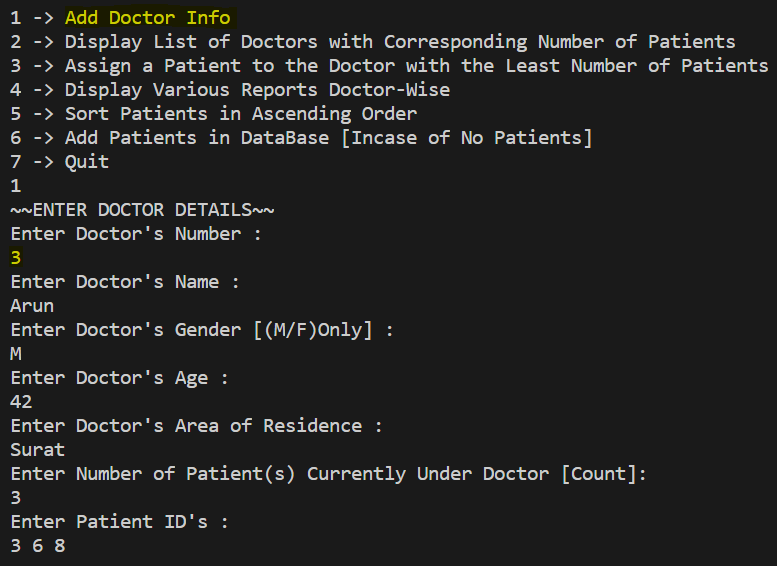 1 -> Add Doctor Info
2 -> Display List of Doctors with Corresponding Number of Patients
3 -> Assign a Patient to the Doctor with the Least Number of Patients
4 -> Display Various Reports Doctor-Wise
5 -> Sort Patients in Ascending Order
6 -> Add Patients in DataBase [Incase of No Patients]
7 -> Quit
1
~~ENTER DOCTOR DETAILS~~
Enter Doctor's Number :
3
Enter Doctor's Name :
Arun
Enter Doctor's Gender [(M/F)Only] :
M
Enter Doctor's Age :
42
Enter Doctor's Area of Residence :
Surat
Enter Number of Patient(s) Currently Under Doctor [Count]:
3
Enter Patient ID's :
3 6 8